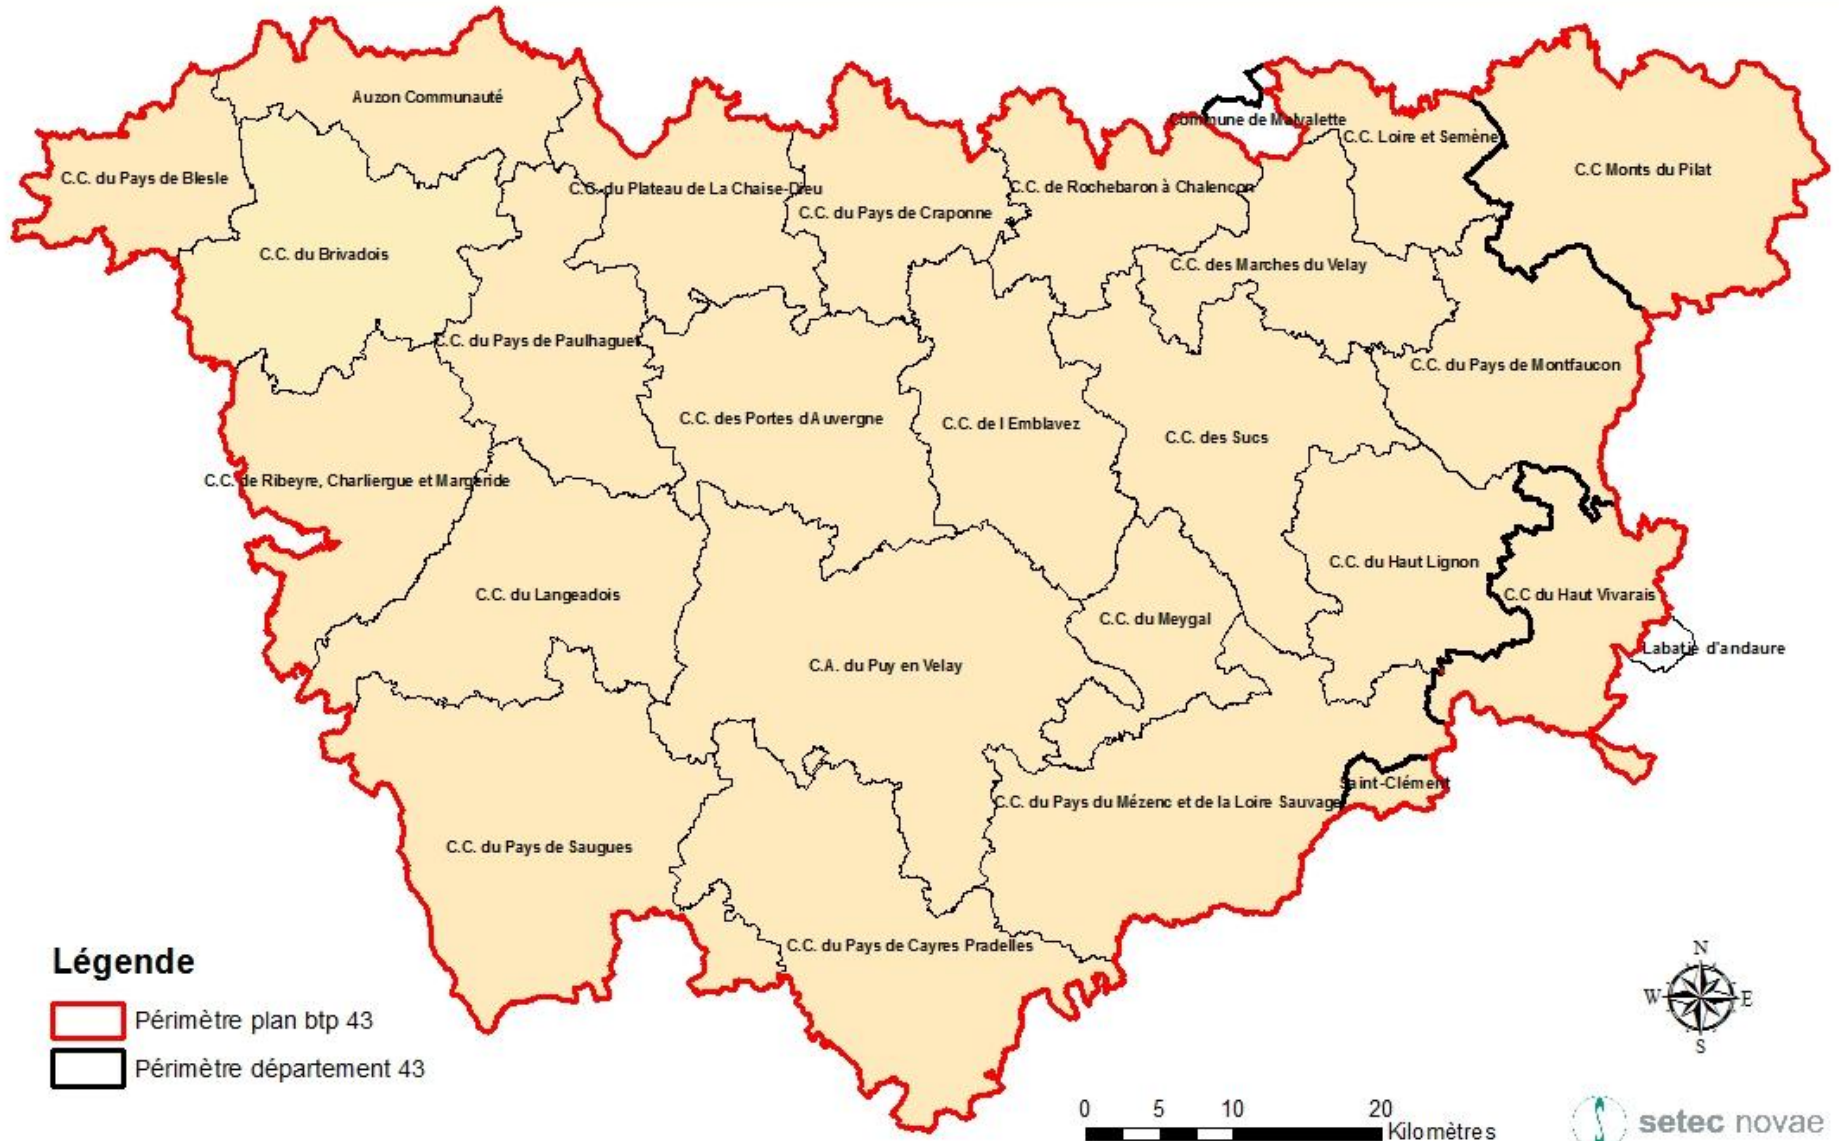 Auzon Communauté
Commune de Malvalette
C.C. Loire et Semène
C.C Monts du Pilat
C.C. du Pays de Blesle
C.C. du Plateau de La Chaise-Dieu
C.C. de Rochebaron à Chalencon
C.C. du Pays de Craponne
C.C. du Brivadois
C.C. des Marches du Velay
C.C. du Pays de Paulhaguet
C.C. du Pays de Montfaucon
C.C. des Portes dAuvergne
C.C. de l Emblavez
C.C. des Sucs
C.C. de Ribeyre, Charliergue et Margeride
C.C. du Haut Lignon
C.C. du Langeadois
C.C du Haut Vivarais
C.C. du Meygal
Labatie d'andaure
C.A. du Puy en Velay
Saint-Clément
C.C. du Pays du Mézenc et de la Loire Sauvage
C.C. du Pays de Saugues
C.C. du Pays de Cayres Pradelles
Légende
Périmètre plan btp 43
Périmètre département 43
N
W E
S
0 5 10 20
Kilomètres
setec novae